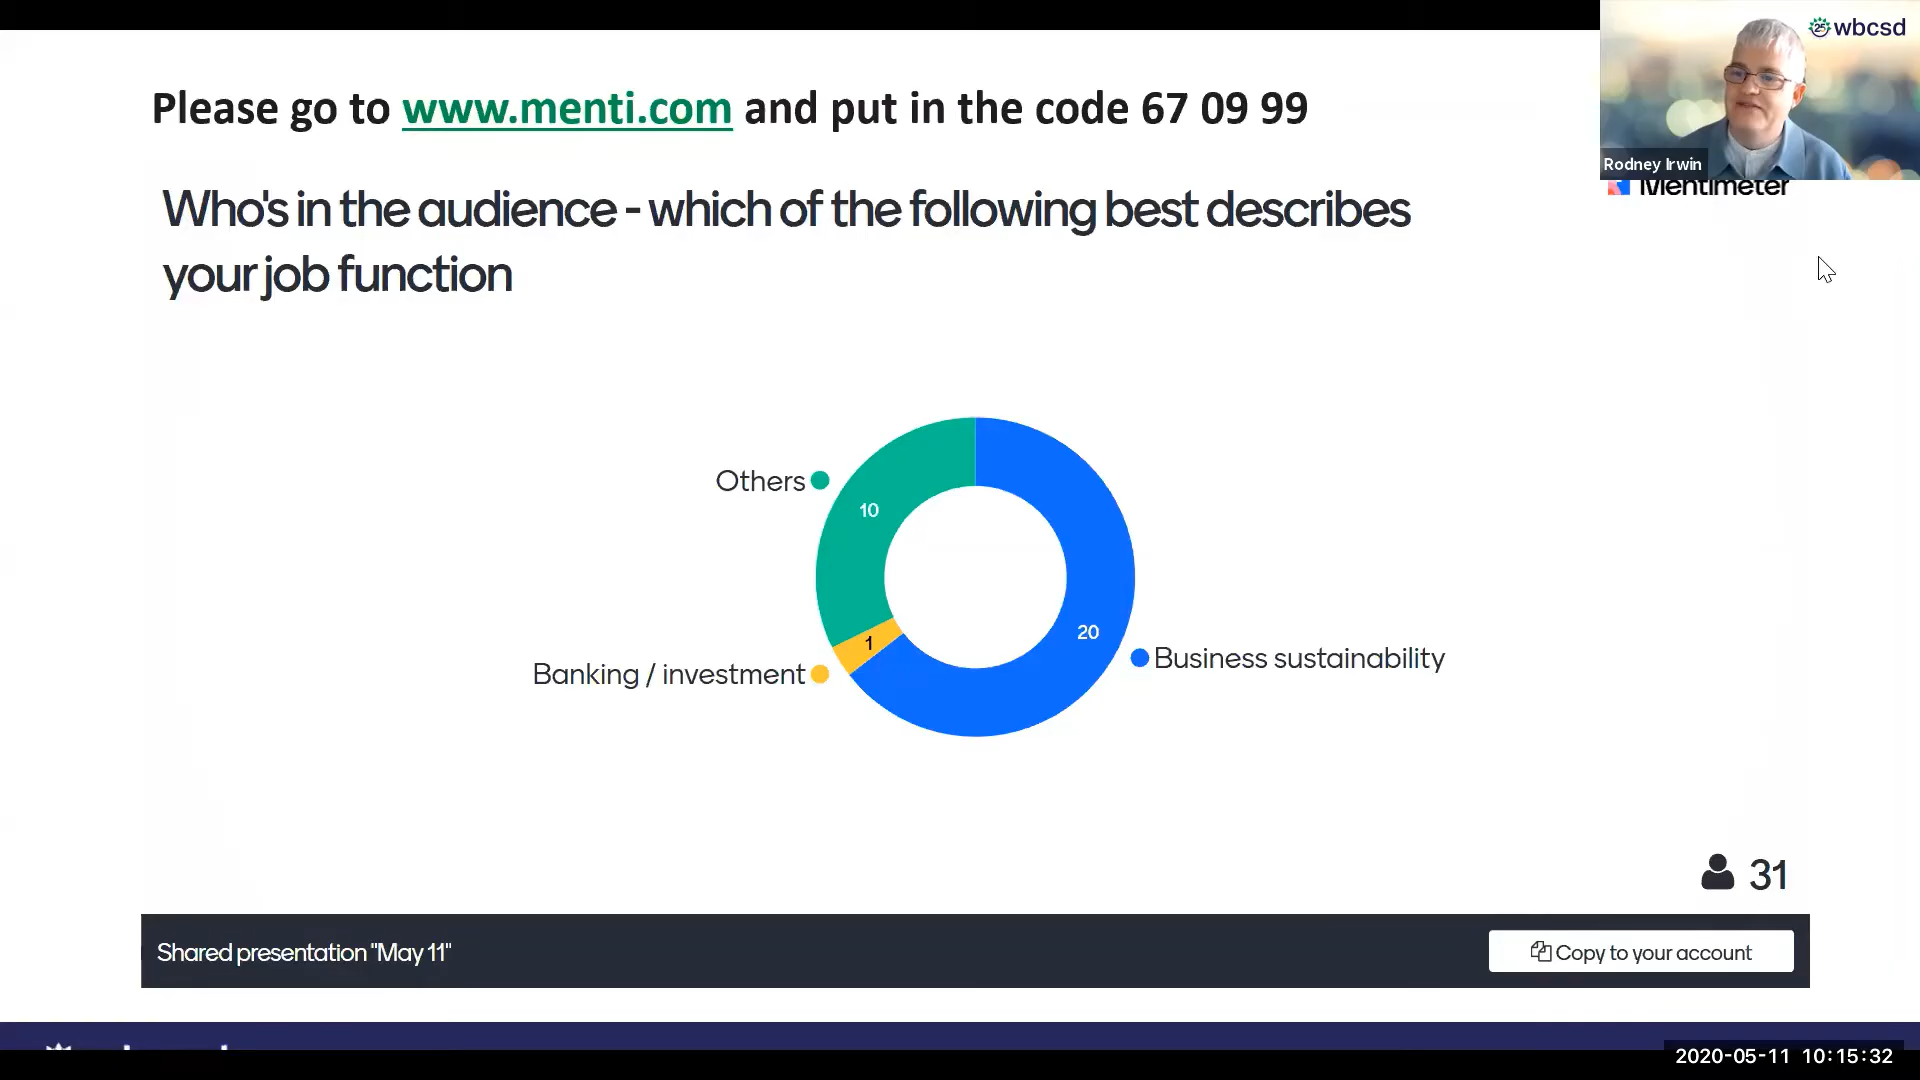 wbcsd
Please go to www.menti.com and put in the code 67 09 99
Rodney Irwin
Mentimeter
Who's in the audience - which of the following best describes
your job function
Others
10
1
20
Banking / investment
Business sustainability
31
Shared presentation "May 11"
Copy to your account
2020-05-11 10:15:32